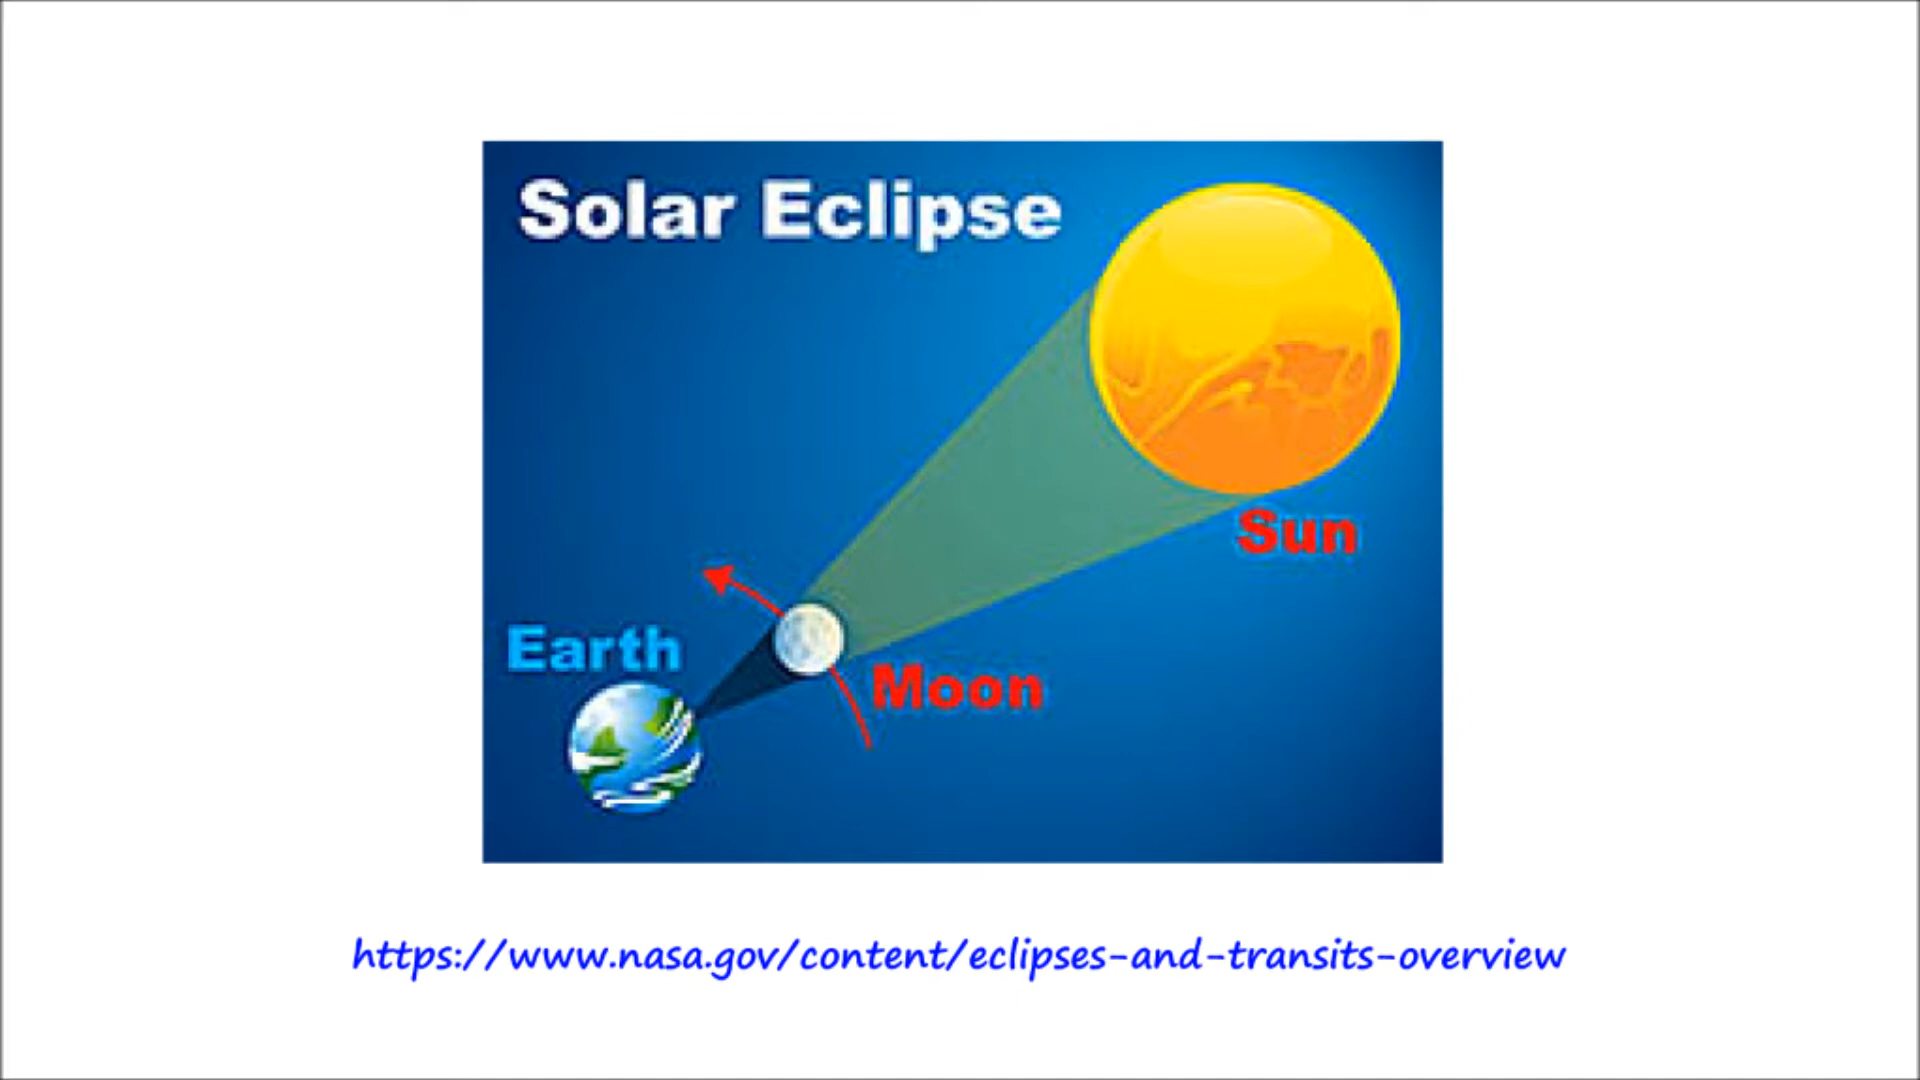 Solar Eclipse
Sun
Earth
Moon
https://www.nasa.gov/content/eclipses-and-transits-overview